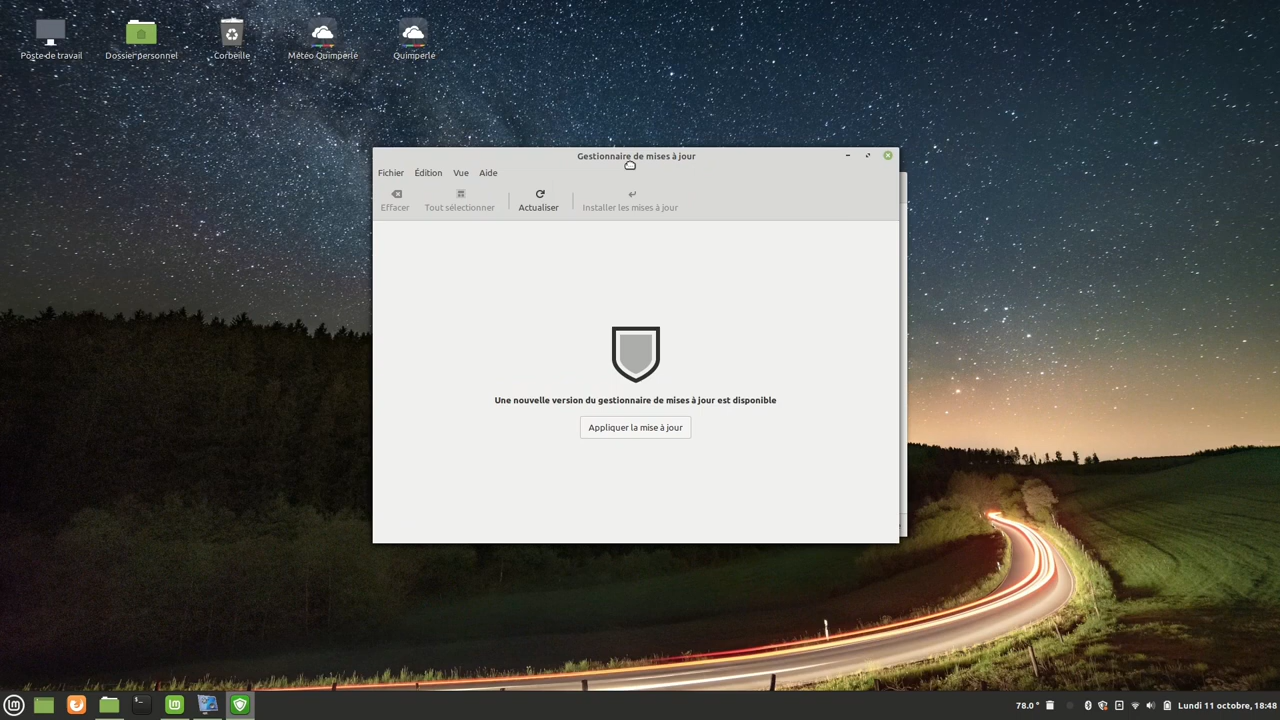 Poste de travail
Dossier personnel
Corbeille
Météo Quimperlé
Quimperlé
Gestionnaire de mises à jour
Fichier Édition Vue Aide
Effacer Tout sélectionner Actualiser Installer les mises à jour
Une nouvelle version du gestionnaire de mises à jour est disponible
Appliquer la mise à jour
78.0 ° Lundi 11 octobre, 18:48